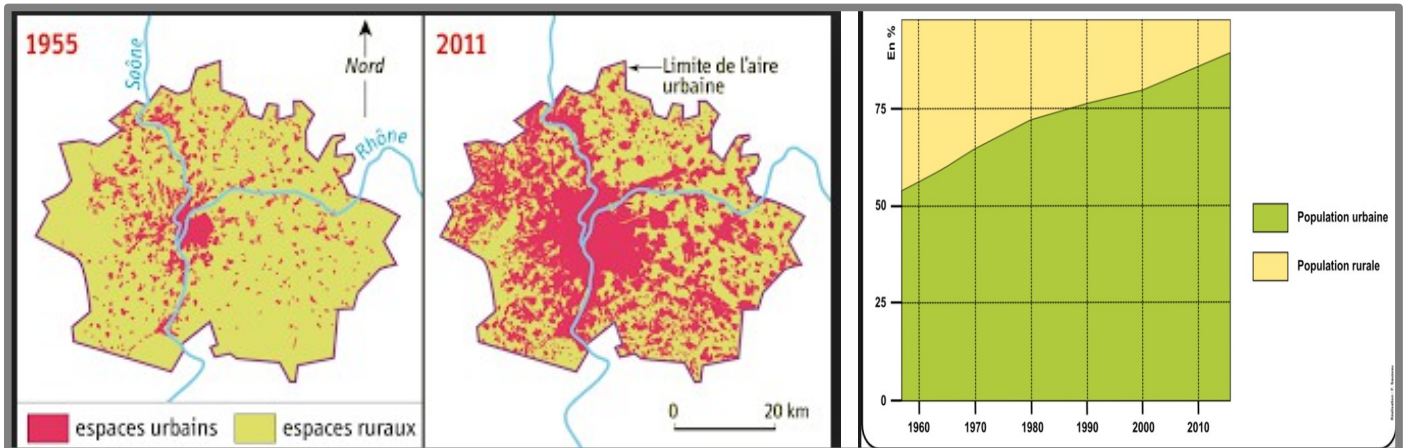 1955
Saône
Nord
Rhône
espaces urbains
espaces ruraux
2011
Limite de l'aire
urbaine
0
20 km
En %
75
50
25
0
1960
1970
1980
1990
2000
2010
Population urbaine
Population rurale